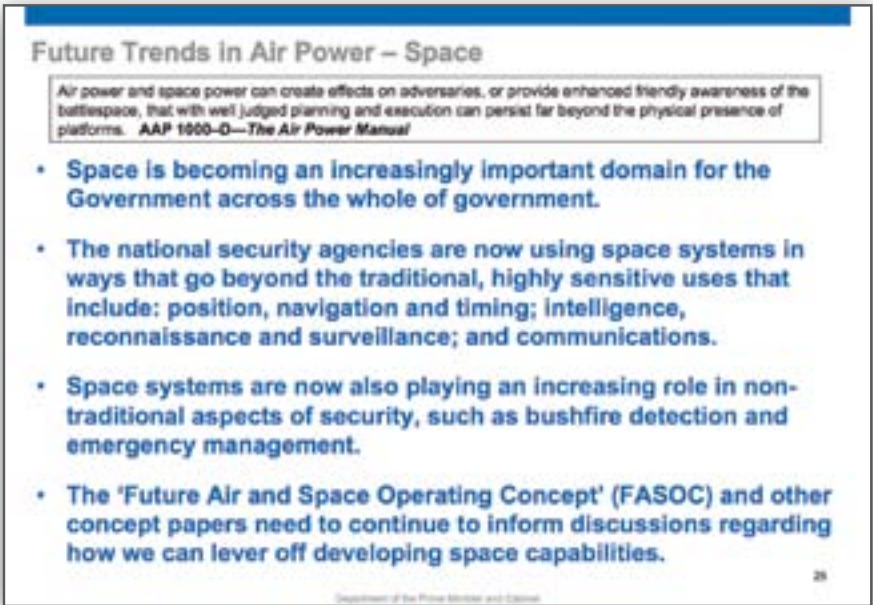 Future Trends in Air Power – Space
Air power and space power can create effects on adversaries, or provide enhanced friendly awareness of the
battlespace, that with well judged planning and execution can persist far beyond the physical presence of
platforms. AAP 1000–D—The Air Power Manual
• Space is becoming an increasingly important domain for the
Government across the whole of government.
• The national security agencies are now using space systems in
ways that go beyond the traditional, highly sensitive uses that
include: position, navigation and timing; intelligence,
reconnaissance and surveillance; and communications.
• Space systems are now also playing an increasing role in non-
traditional aspects of security, such as bushfire detection and
emergency management.
• The 'Future Air and Space Operating Concept' (FASOC) and other
concept papers need to continue to inform discussions regarding
how we can lever off developing space capabilities.
Department of the Prime Minister and Cabinet